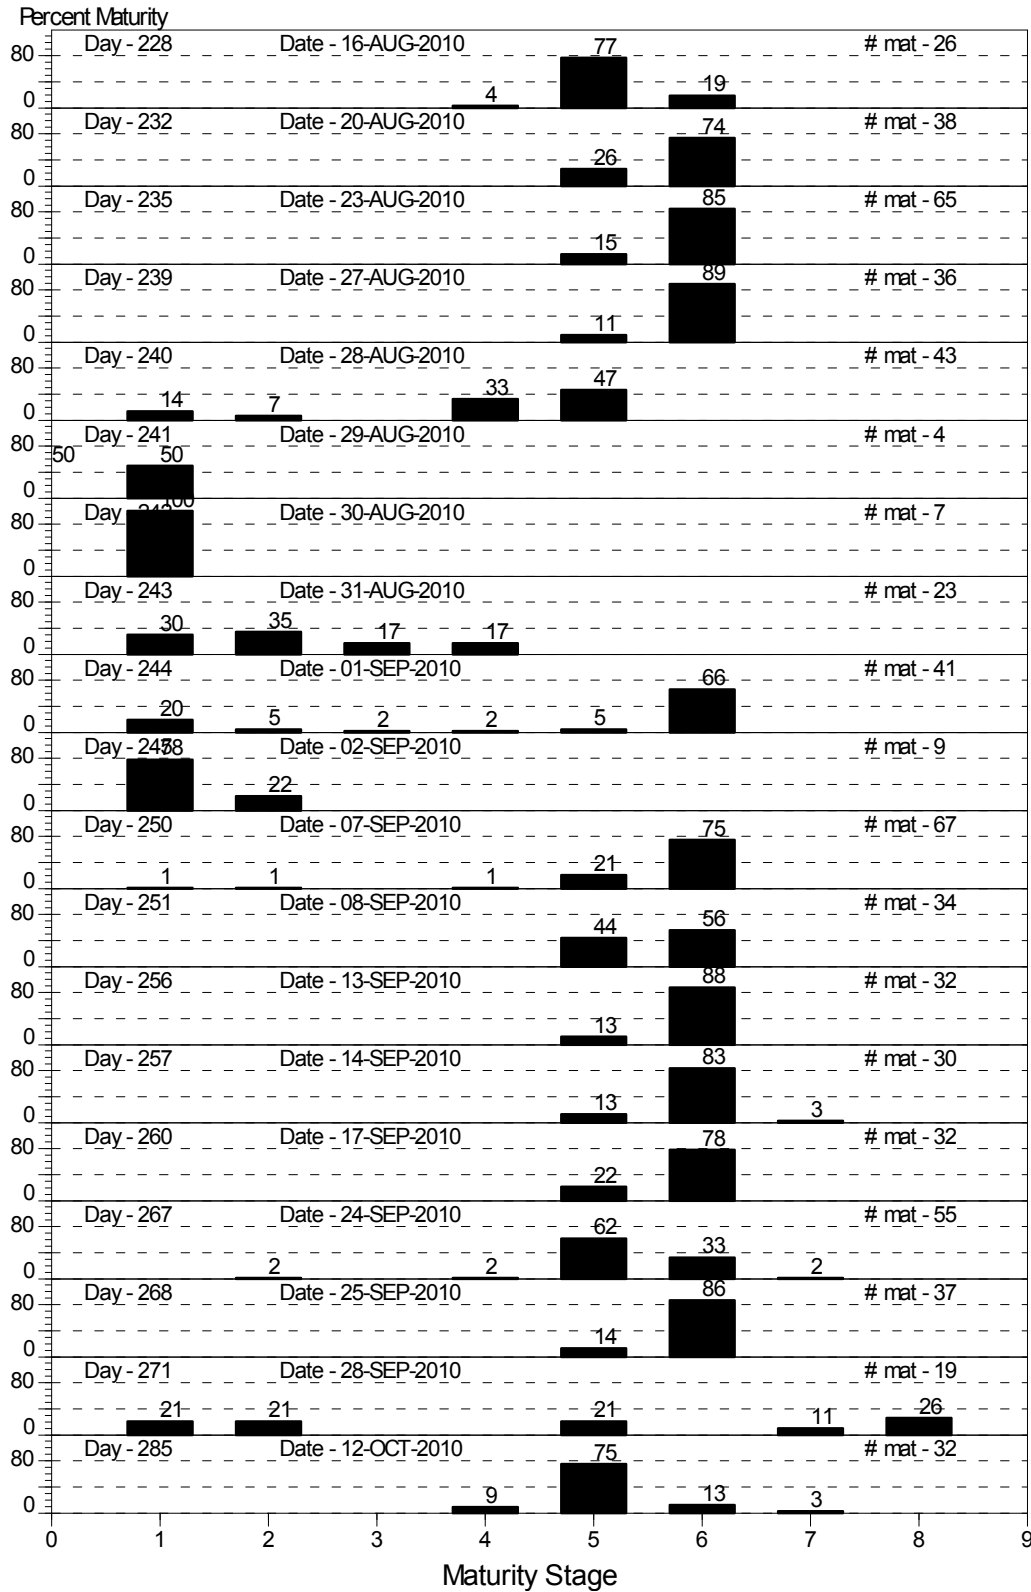 Percent Maturity
Day - 228 Date - 16-AUG-2010 # mat - 26
80 77
4 19
0
Day - 232 Date - 20-AUG-2010 # mat - 38
80 74
26
0
Day - 235 Date - 23-AUG-2010 # mat - 65
80 85
15
0
Day - 239 Date - 27-AUG-2010 # mat - 36
80 89
11
0
Day - 240 Date - 28-AUG-2010 # mat - 43
80
14 7 33 47
0
Day - 241 Date - 29-AUG-2010 # mat - 4
80
50 50
0
Day Date - 30-AUG-2010 # mat - 7
80 100
0
Day - 243 Date - 31-AUG-2010 # mat - 23
80
30 35 17 17
0
Day - 244 Date - 01-SEP-2010 # mat - 41
80 66
20 5 2 2 5
0
Day - Date - 02-SEP-2010 # mat - 9
80 78
22
0
Day - 250 Date - 07-SEP-2010 # mat - 67
80 75
1 1 1 21
0
Day - 251 Date - 08-SEP-2010 # mat - 34
80
44 56
0
Day - 256 Date - 13-SEP-2010 # mat - 32
80 88
13
0
Day - 257 Date - 14-SEP-2010 # mat - 30
80 83
13 3
0
Day - 260 Date - 17-SEP-2010 # mat - 32
80 78
22
0
Day - 267 Date - 24-SEP-2010 # mat - 55
80 62
2 2 33 2
0
Day - 268 Date - 25-SEP-2010 # mat - 37
80 86
14
0
Day - 271 Date - 28-SEP-2010 # mat - 19
80
21 21 21 11 26
0
Day - 285 Date - 12-OCT-2010 # mat - 32
80 75
9 13 3
0
0 1 2 3 4 5 6 7 8 9
Maturity Stage